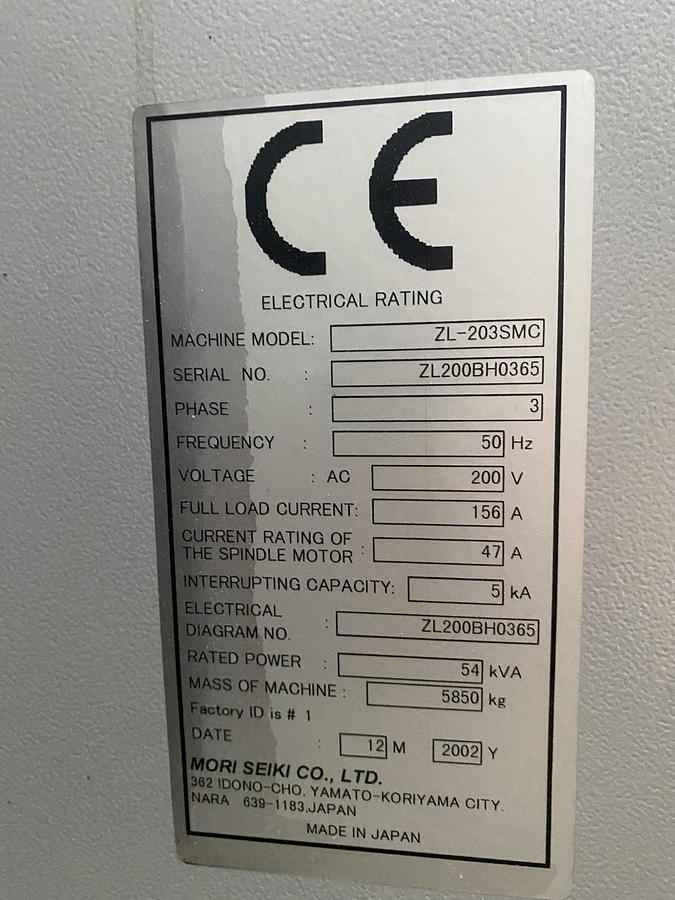 CE
ELECTRICAL RATING
MACHINE MODEL: ZL-203SMC
SERIAL NO. : ZL200BH0365
PHASE : 3
FREQUENCY : 50 Hz
VOLTAGE : AC 200 V
FULL LOAD CURRENT: 156 A
CURRENT RATING OF
THE SPINDLE MOTOR : 47 A
INTERRUPTING CAPACITY: 5 kA
ELECTRICAL
DIAGRAM NO. : ZL200BH0365
RATED POWER : 54 kVA
MASS OF MACHINE : 5850 kg
Factory ID is # 1
DATE : 12 M 2002 Y
MORI SEIKI CO., LTD.
362 IDONO-CHO, YAMATO-KORIYAMA CITY.
NARA 639-1183,JAPAN
MADE IN JAPAN